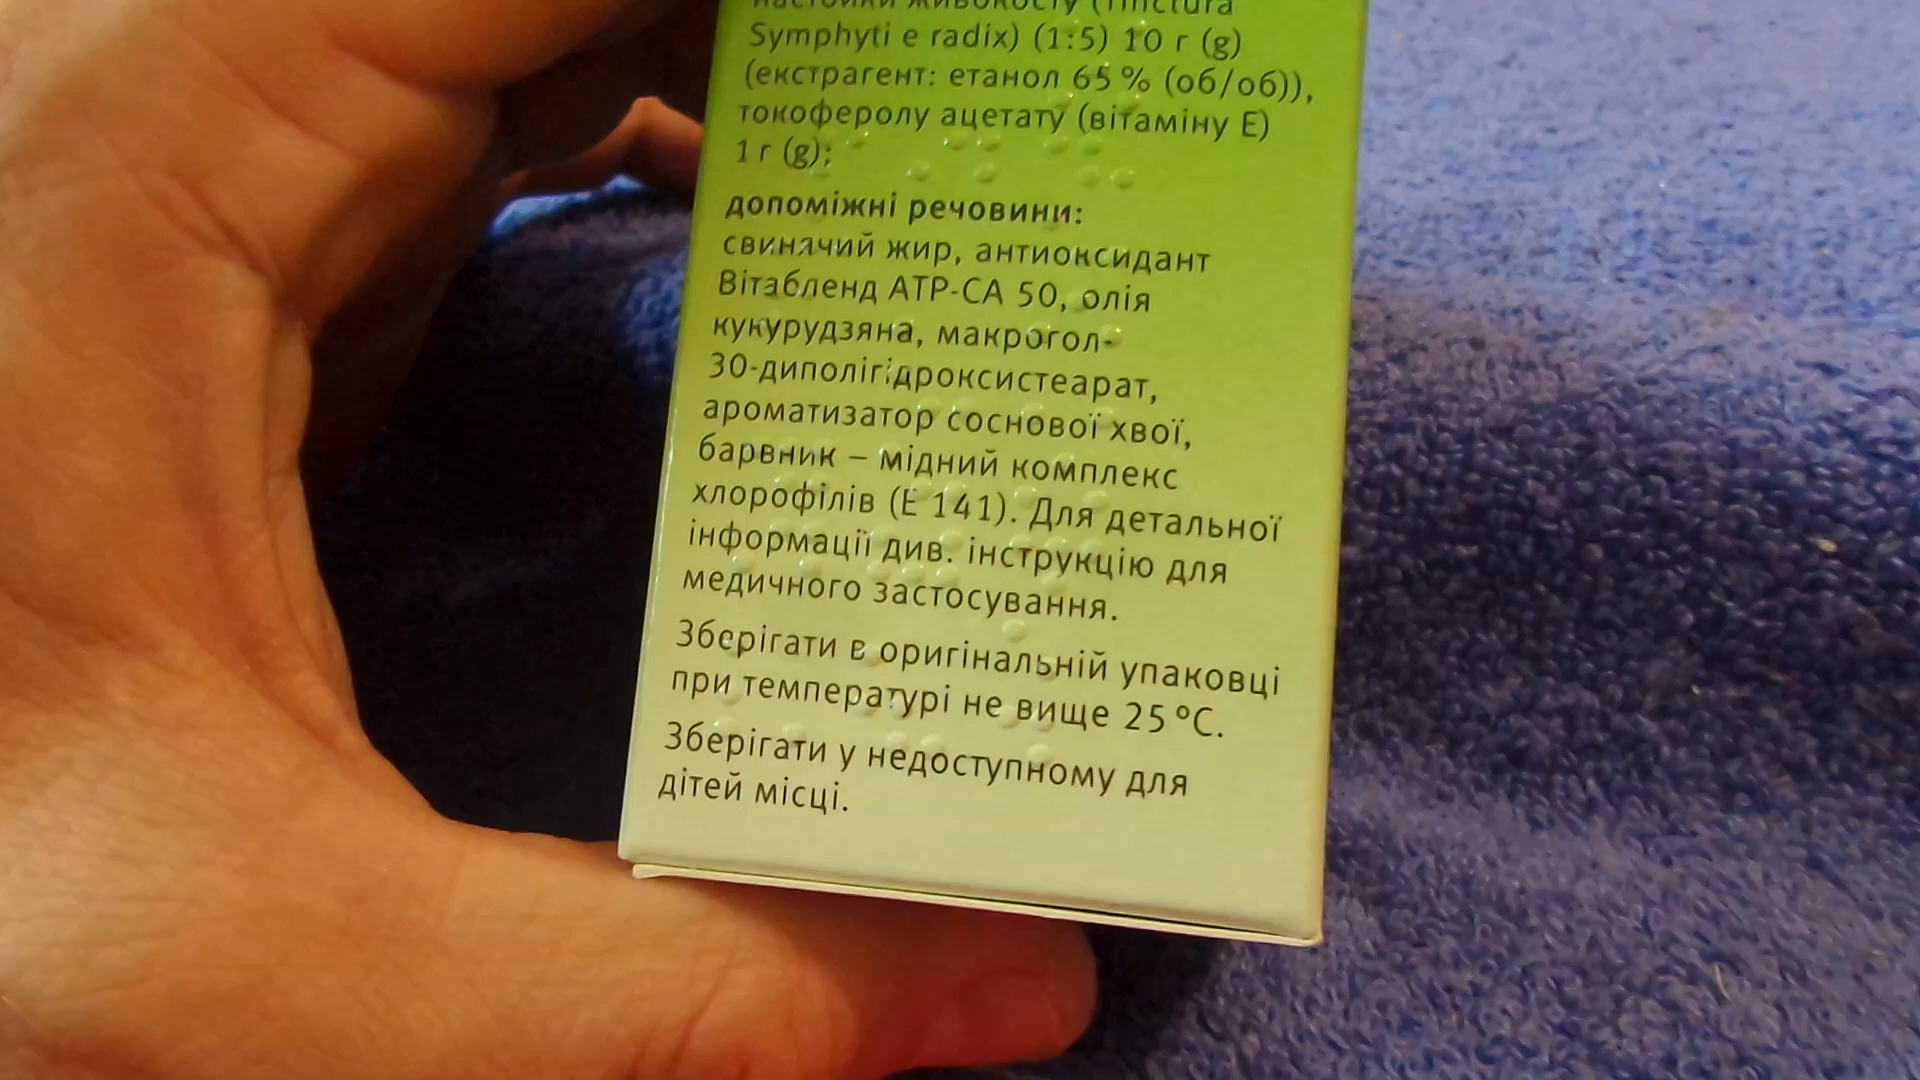 настойки живокосту (Tinctura
Symphyti e radix) (1:5) 10 г (g)
(екстрагент: етанол 65 % (об/об)),
токоферолу ацетату (вітаміну Е)
1 г (g);
допоміжні речовини:
свинячий жир, антиоксидант
Вітабленд АТР-СА 50, олія
кукурудзяна, макрогол-
30-диполігідроксистеарат,
ароматизатор соснової хвої,
барвник – мідний комплекс
хлорофілів (Е 141). Для детальної
інформації див. інструкцію для
медичного застосування.
Зберігати в оригінальній упаковці
при температурі не вище 25 °С.
Зберігати у недоступному для
дітей місці.